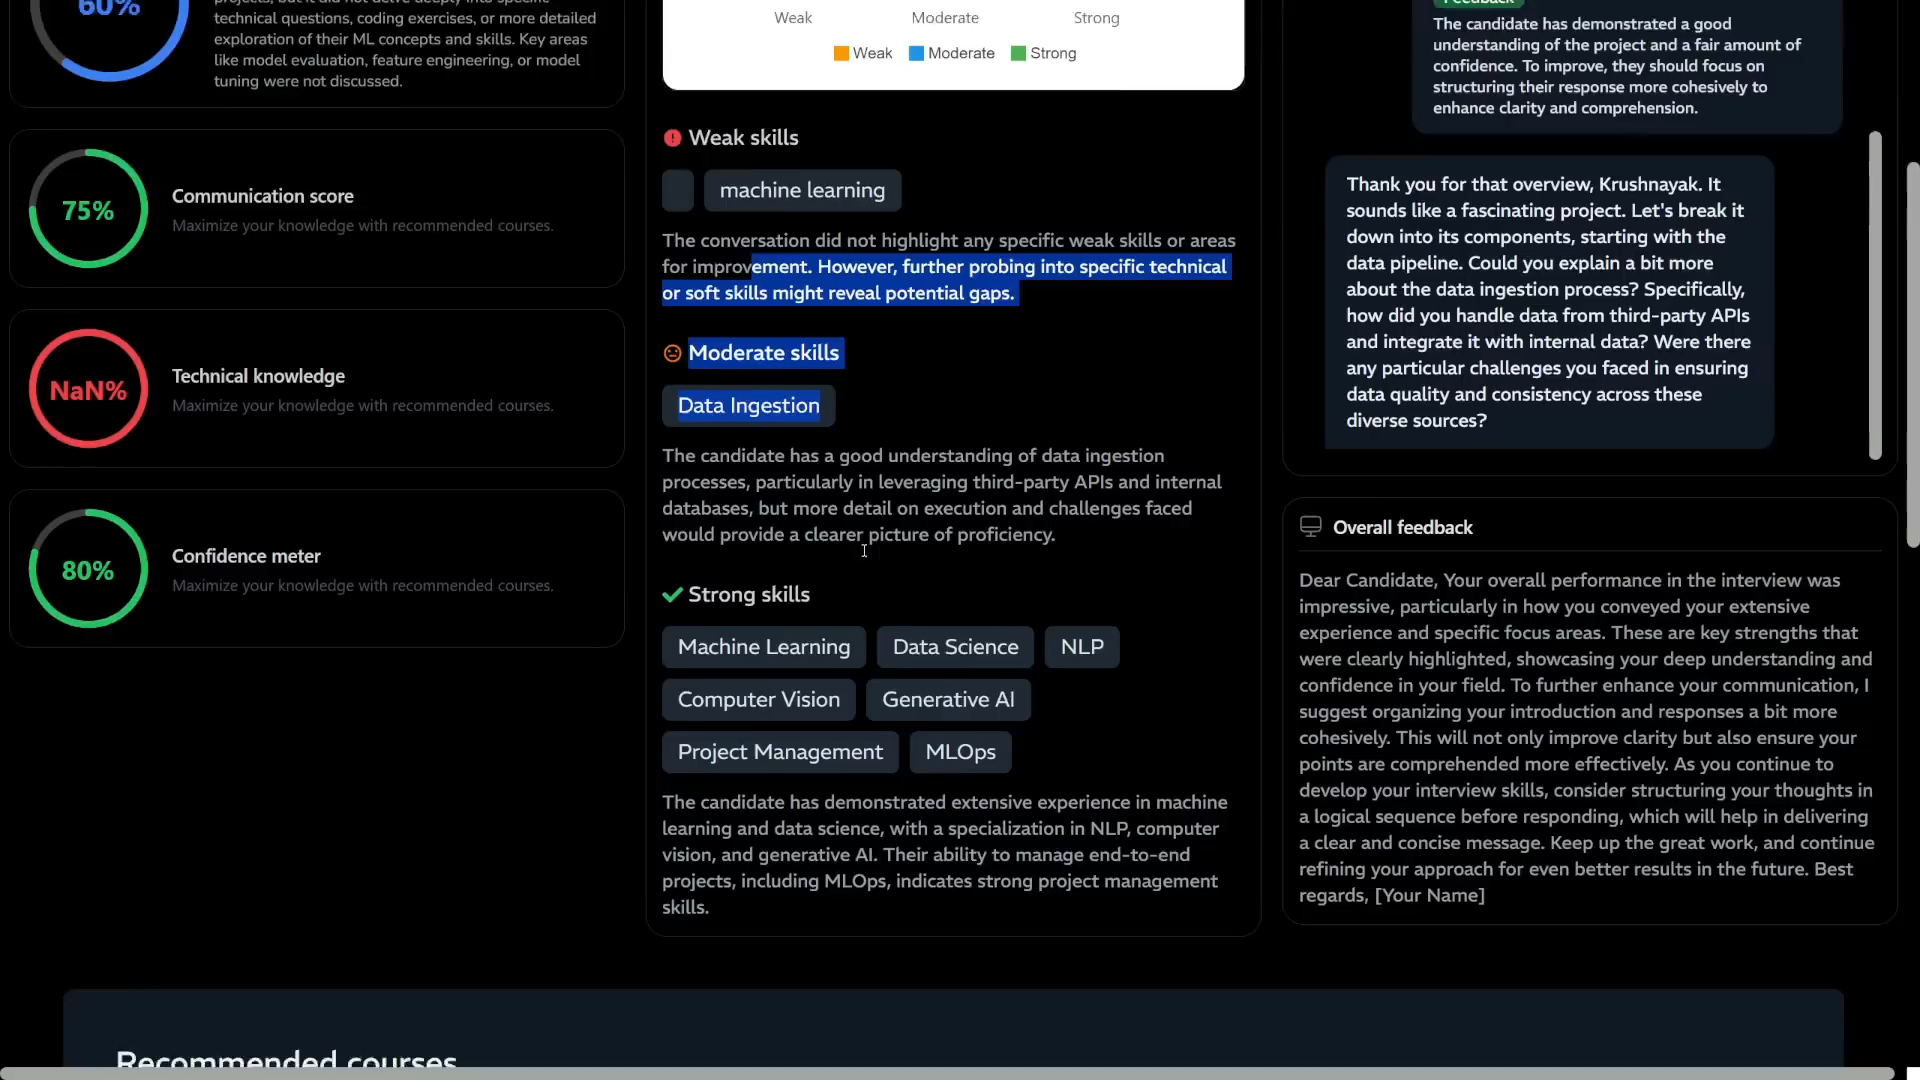 60%
technical questions, coding exercises, or more detailed
exploration of their ML concepts and skills. Key areas
like model evaluation, feature engineering, or model
tuning were not discussed.
75%
Communication score
Maximize your knowledge with recommended courses.
NaN%
Technical knowledge
Maximize your knowledge with recommended courses.
80%
Confidence meter
Maximize your knowledge with recommended courses.
Weak Moderate Strong
Weak Moderate Strong
Weak skills
machine learning
The conversation did not highlight any specific weak skills or areas
for improvement. However, further probing into specific technical
or soft skills might reveal potential gaps.
Moderate skills
Data Ingestion
The candidate has a good understanding of data ingestion
processes, particularly in leveraging third-party APIs and internal
databases, but more detail on execution and challenges faced
would provide a clearer picture of proficiency.
Strong skills
Machine Learning Data Science NLP
Computer Vision Generative AI
Project Management MLOps
The candidate has demonstrated extensive experience in machine
learning and data science, with a specialization in NLP, computer
vision, and generative AI. Their ability to manage end-to-end
projects, including MLOps, indicates strong project management
skills.
Feedback
The candidate has demonstrated a good
understanding of the project and a fair amount of
confidence. To improve, they should focus on
structuring their response more cohesively to
enhance clarity and comprehension.
Thank you for that overview, Krushnayak. It
sounds like a fascinating project. Let's break it
down into its components, starting with the
data pipeline. Could you explain a bit more
about the data ingestion process? Specifically,
how did you handle data from third-party APIs
and integrate it with internal data? Were there
any particular challenges you faced in ensuring
data quality and consistency across these
diverse sources?
Overall feedback
Dear Candidate, Your overall performance in the interview was
impressive, particularly in how you conveyed your extensive
experience and specific focus areas. These are key strengths that
were clearly highlighted, showcasing your deep understanding and
confidence in your field. To further enhance your communication, I
suggest organizing your introduction and responses a bit more
cohesively. This will not only improve clarity but also ensure your
points are comprehended more effectively. As you continue to
develop your interview skills, consider structuring your thoughts in
a logical sequence before responding, which will help in delivering
a clear and concise message. Keep up the great work, and continue
refining your approach for even better results in the future. Best
regards, [Your Name]
Recommended courses